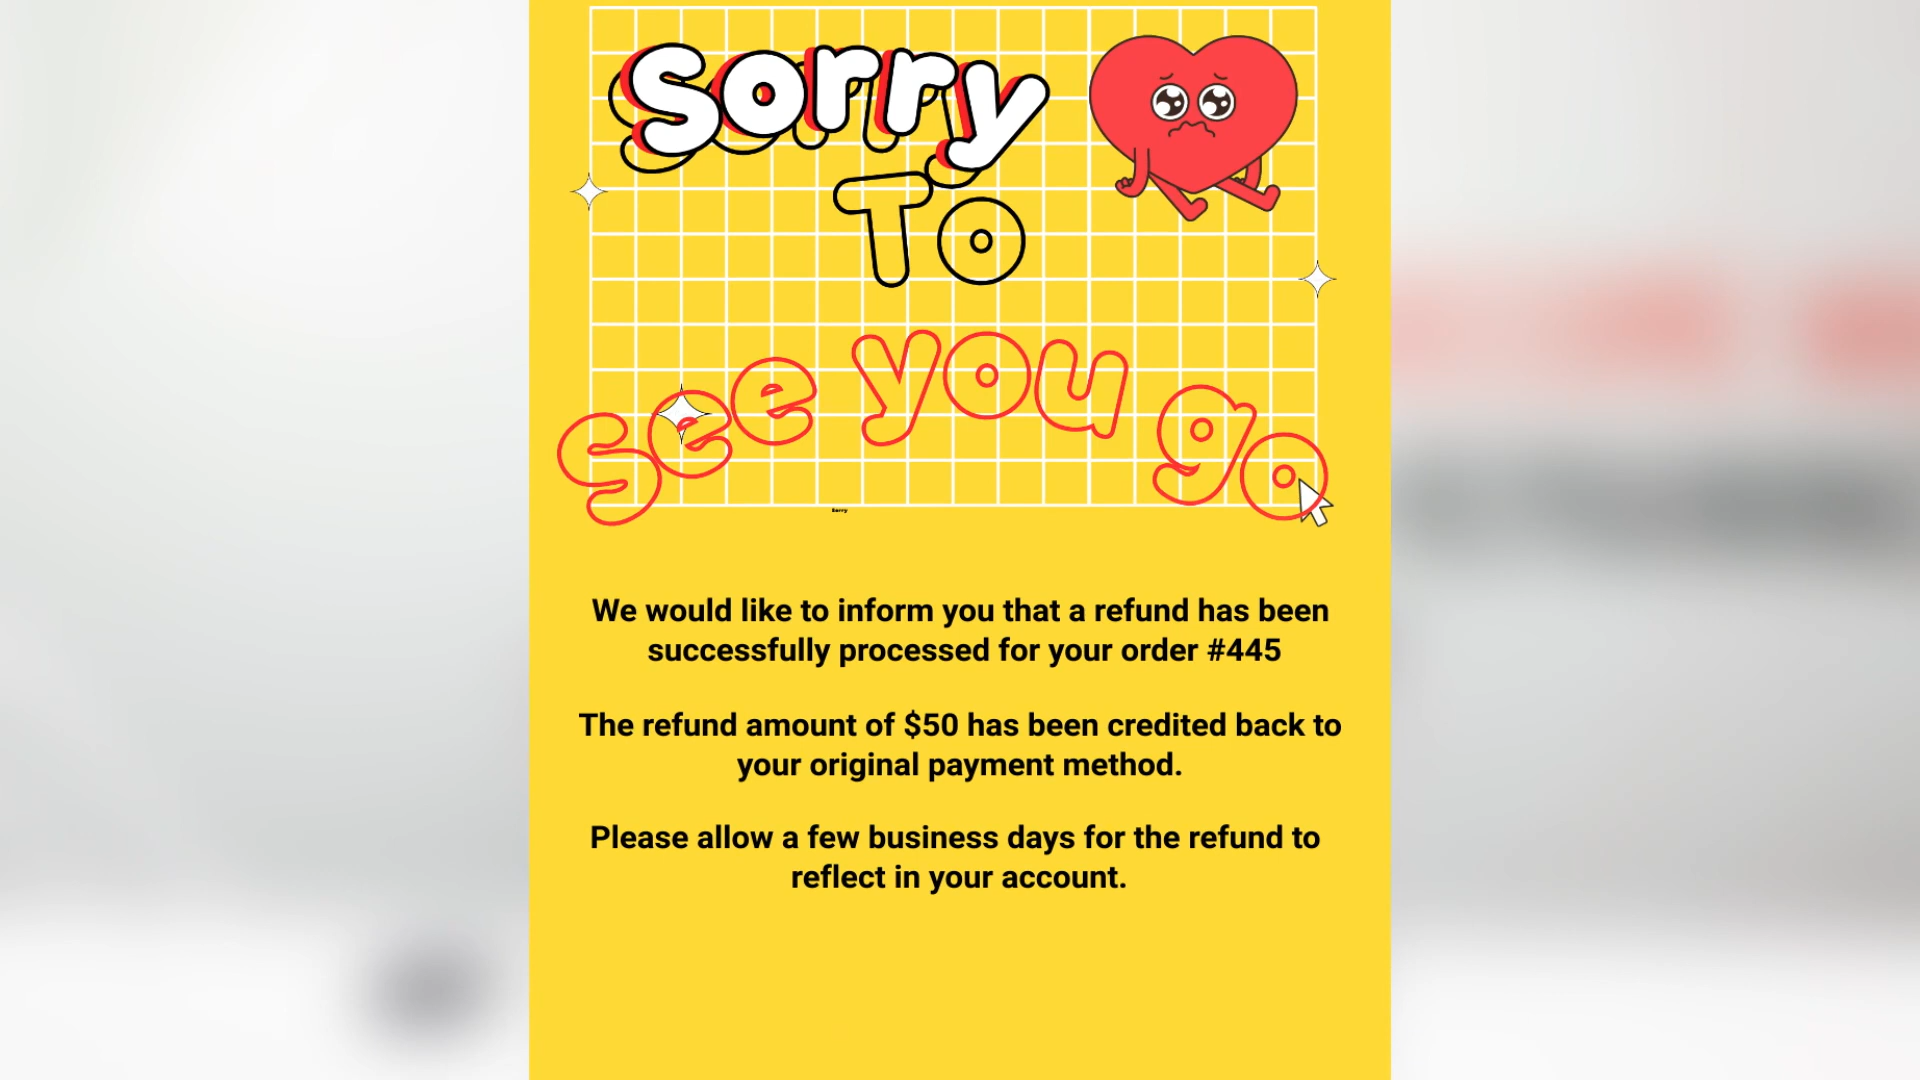 Sorry
To
see you go
Sorry
We would like to inform you that a refund has been
successfully processed for your order #445
The refund amount of $50 has been credited back to
your original payment method.
Please allow a few business days for the refund to
reflect in your account.